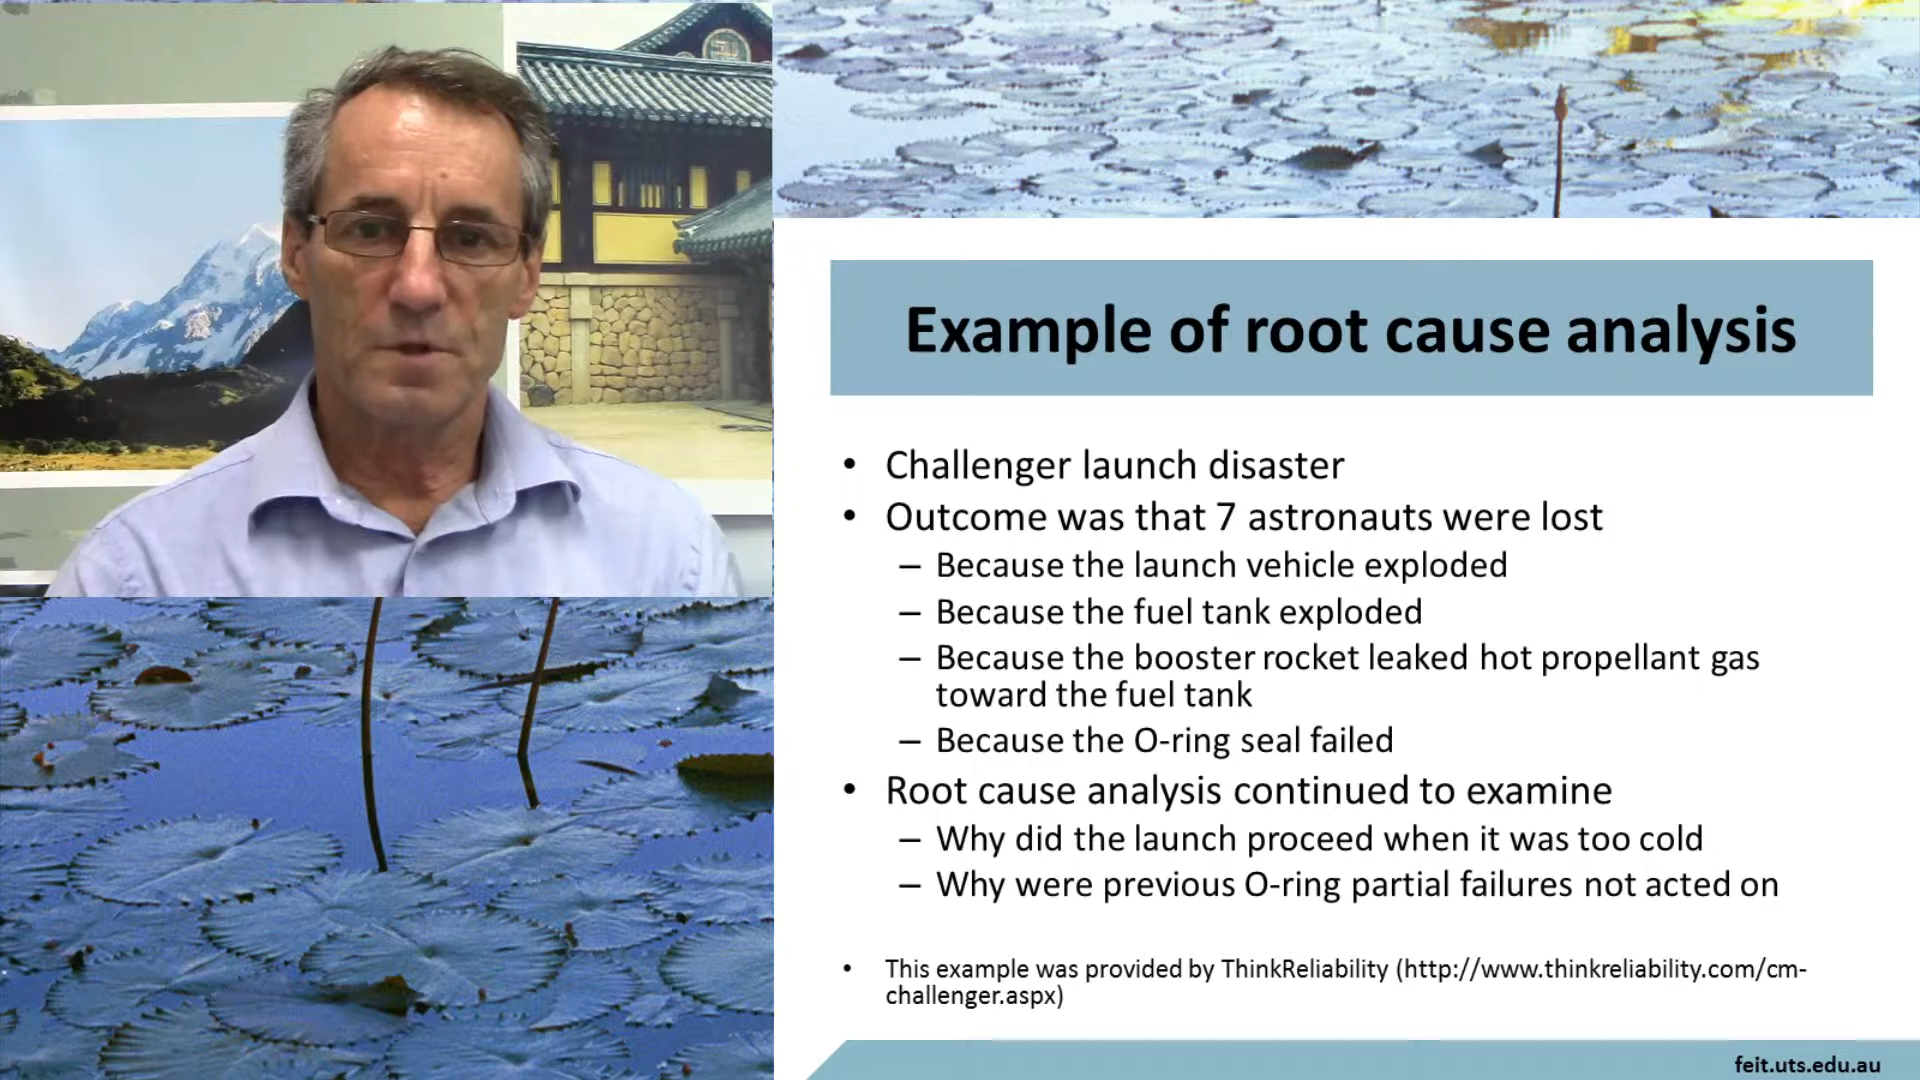 Example of root cause analysis
• Challenger launch disaster
• Outcome was that 7 astronauts were lost
– Because the launch vehicle exploded
– Because the fuel tank exploded
– Because the booster rocket leaked hot propellant gas
toward the fuel tank
– Because the O-ring seal failed
• Root cause analysis continued to examine
– Why did the launch proceed when it was too cold
– Why were previous O-ring partial failures not acted on
• This example was provided by ThinkReliability (http://www.thinkreliability.com/cm-
challenger.aspx)
feit.uts.edu.au